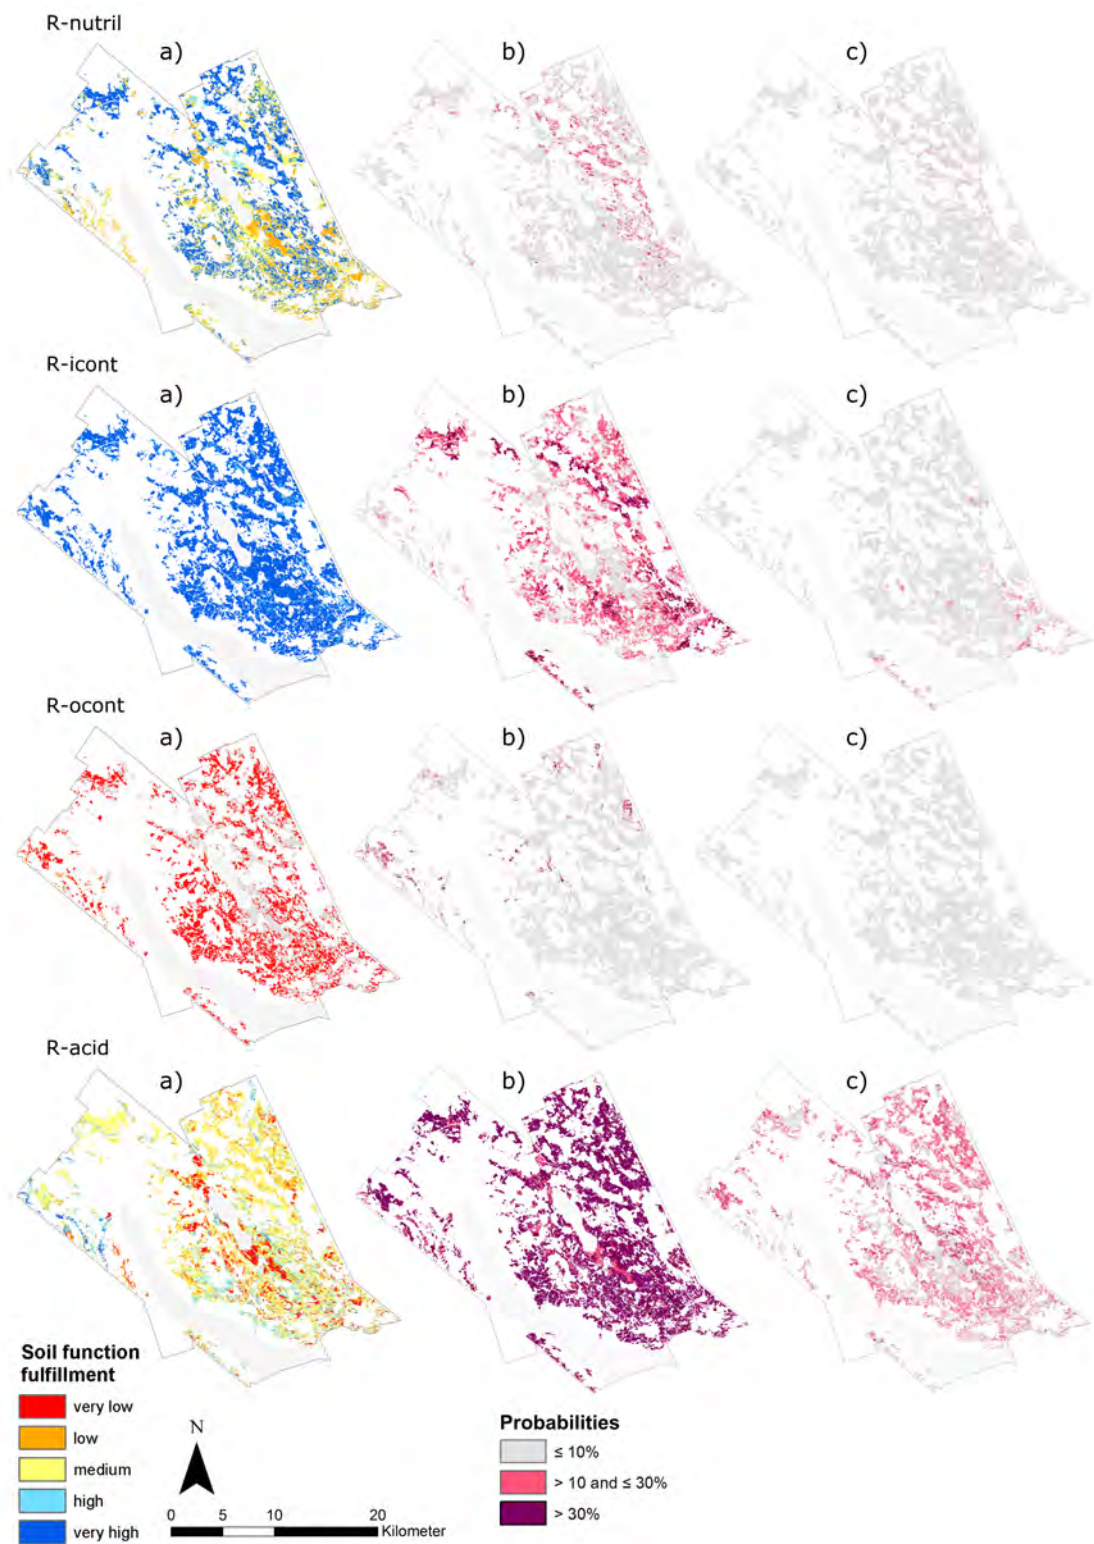 R-nutril
a) b) c)
R-icont
a) b) c)
R-ocont
a) b) c)
R-acid
a) b) c)
Soil function
fulfillment
very low
low
medium
high
very high
N
0 5 10 20
Kilometer
Probabilities
≤ 10%
> 10 and ≤ 30%
> 30%